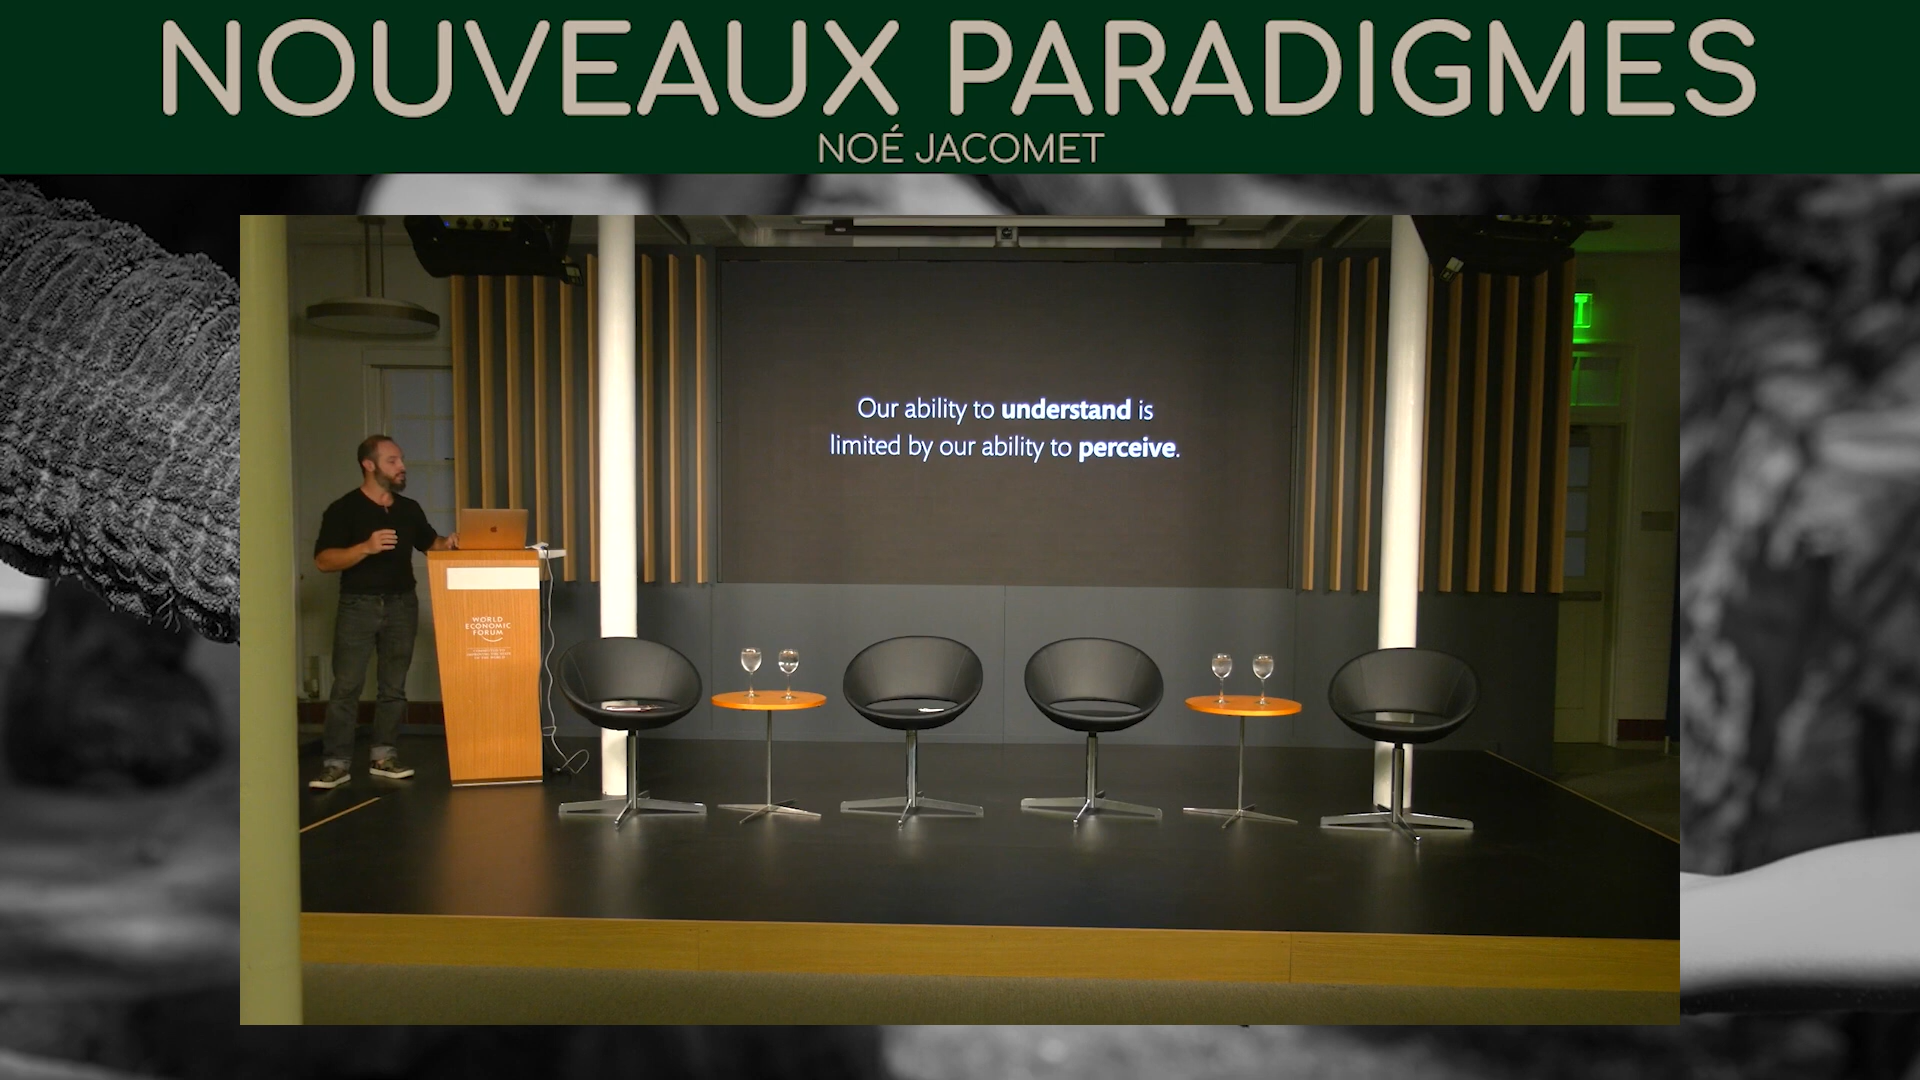 NOUVEAUX PARADIGMES
NOÉ JACOMET
Our ability to understand is
limited by our ability to perceive.
WORLD
ECONOMIC
FORUM